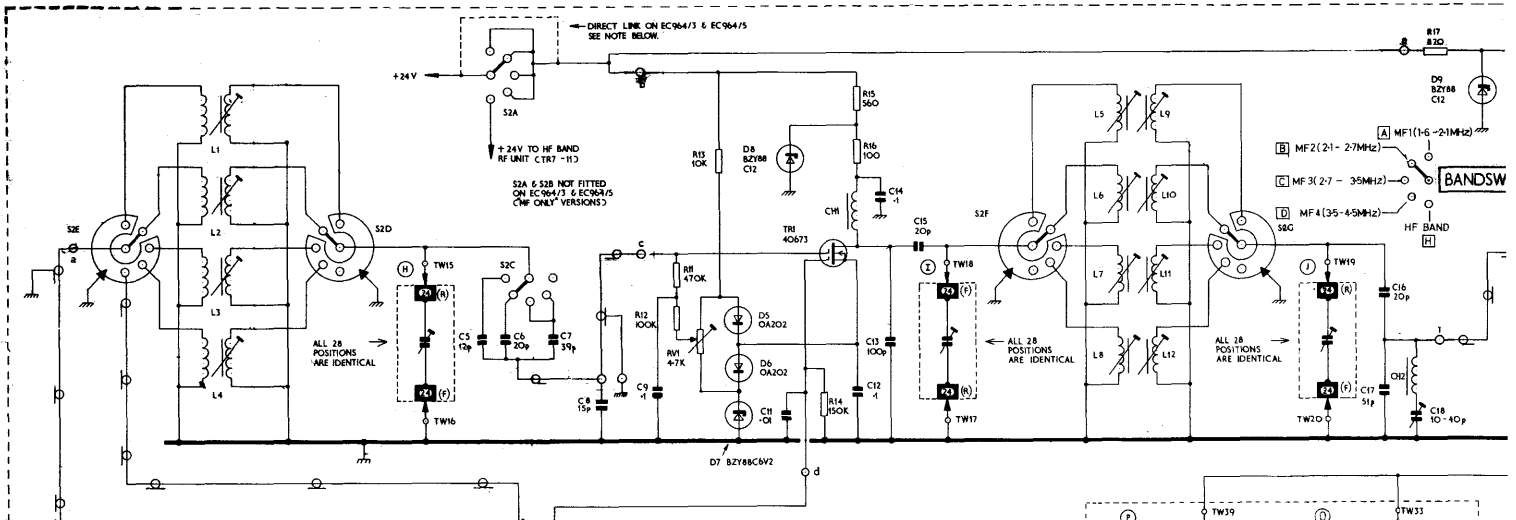 DIRECT LINK ON EC964/3 & EC964/5
SEE NOTE BELOW.
+24V
S2A
+24V TO HF BAND
RF UNIT (TR7 -11)
S2A & S2B NOT FITTED
ON EC964/3 & EC964/5
("MF ONLY" VERSIONS)
R17
820
D9
BZY88
C12
R15
560
R16
100
R13
10K
D8
BZY88
C12
C14
·1
CH1
L1
L2
L3
L4
S2E
a
S2D
H
TW15
24
(R)
24
(F)
TW16
ALL 28
POSITIONS
ARE IDENTICAL
S2C
C5
12p
C6
20p
C7
39p
C8
15p
c
R11
470K
R12
100K
RV1
4·7K
C9
·1
D5
OA202
D6
OA202
D7 BZY88C6V2
C11
·01
R14
150K
d
TR1
40673
C13
100p
C12
·1
C15
20p
I
TW18
24
(F)
24
(R)
TW17
ALL 28
POSITIONS
ARE IDENTICAL
S2F
L5
L9
L6
L10
L7
L11
L8
L12
S2G
A
MF1(1·6 - 2·1MHz)
B
MF2(2·1 - 2·7MHz)
C
MF3(2·7 - 3·5MHz)
D
MF4(3·5 - 4·5MHz)
HF BAND
H
BANDSW
J
TW19
24
(R)
24
(F)
TW20
ALL 28
POSITIONS
ARE IDENTICAL
C16
20p
C17
51p
CH2
C18
10-40p
P
TW39
TW33